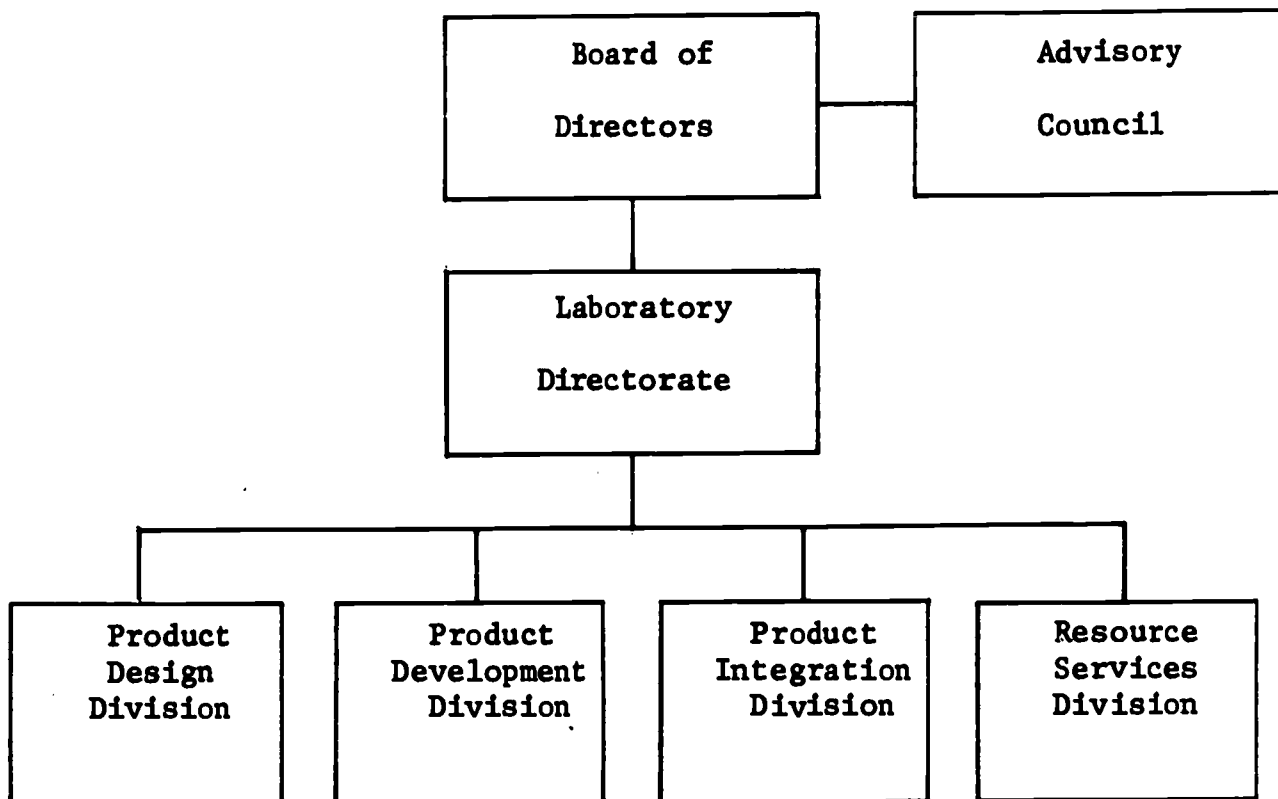 Board of
Directors
Advisory
Council
Laboratory
Directorate
Product
Design
Division
Product
Development
Division
Product
Integration
Division
Resource
Services
Division